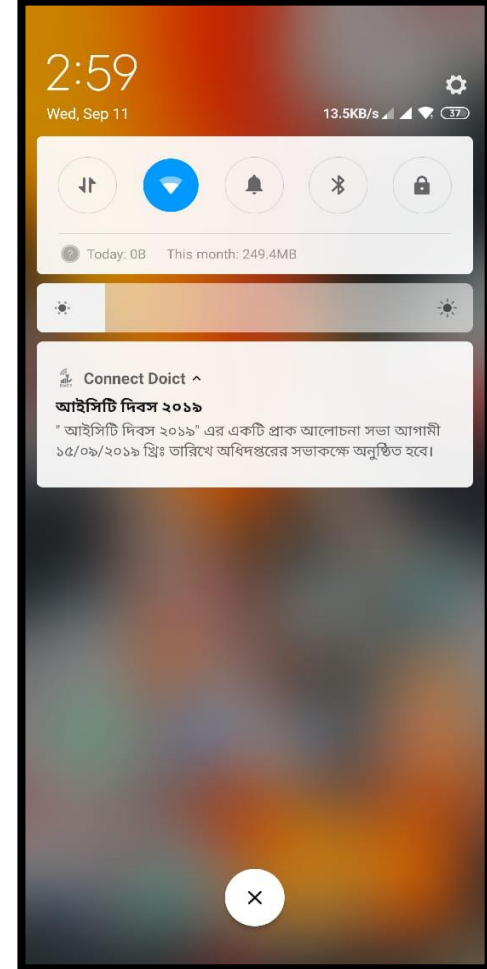 2:59
Wed, Sep 11
13.5KB/s
37
Today: 0B This month: 249.4MB
Connect Doict
আইসিটি দিবস ২০১৯
" আইসিটি দিবস ২০১৯" এর একটি প্রাক আলোচনা সভা আগামী
১৫/০৯/২০১৯ খ্রিঃ তারিখে অধিদপ্তরের সভাকক্ষে অনুষ্ঠিত হবে।